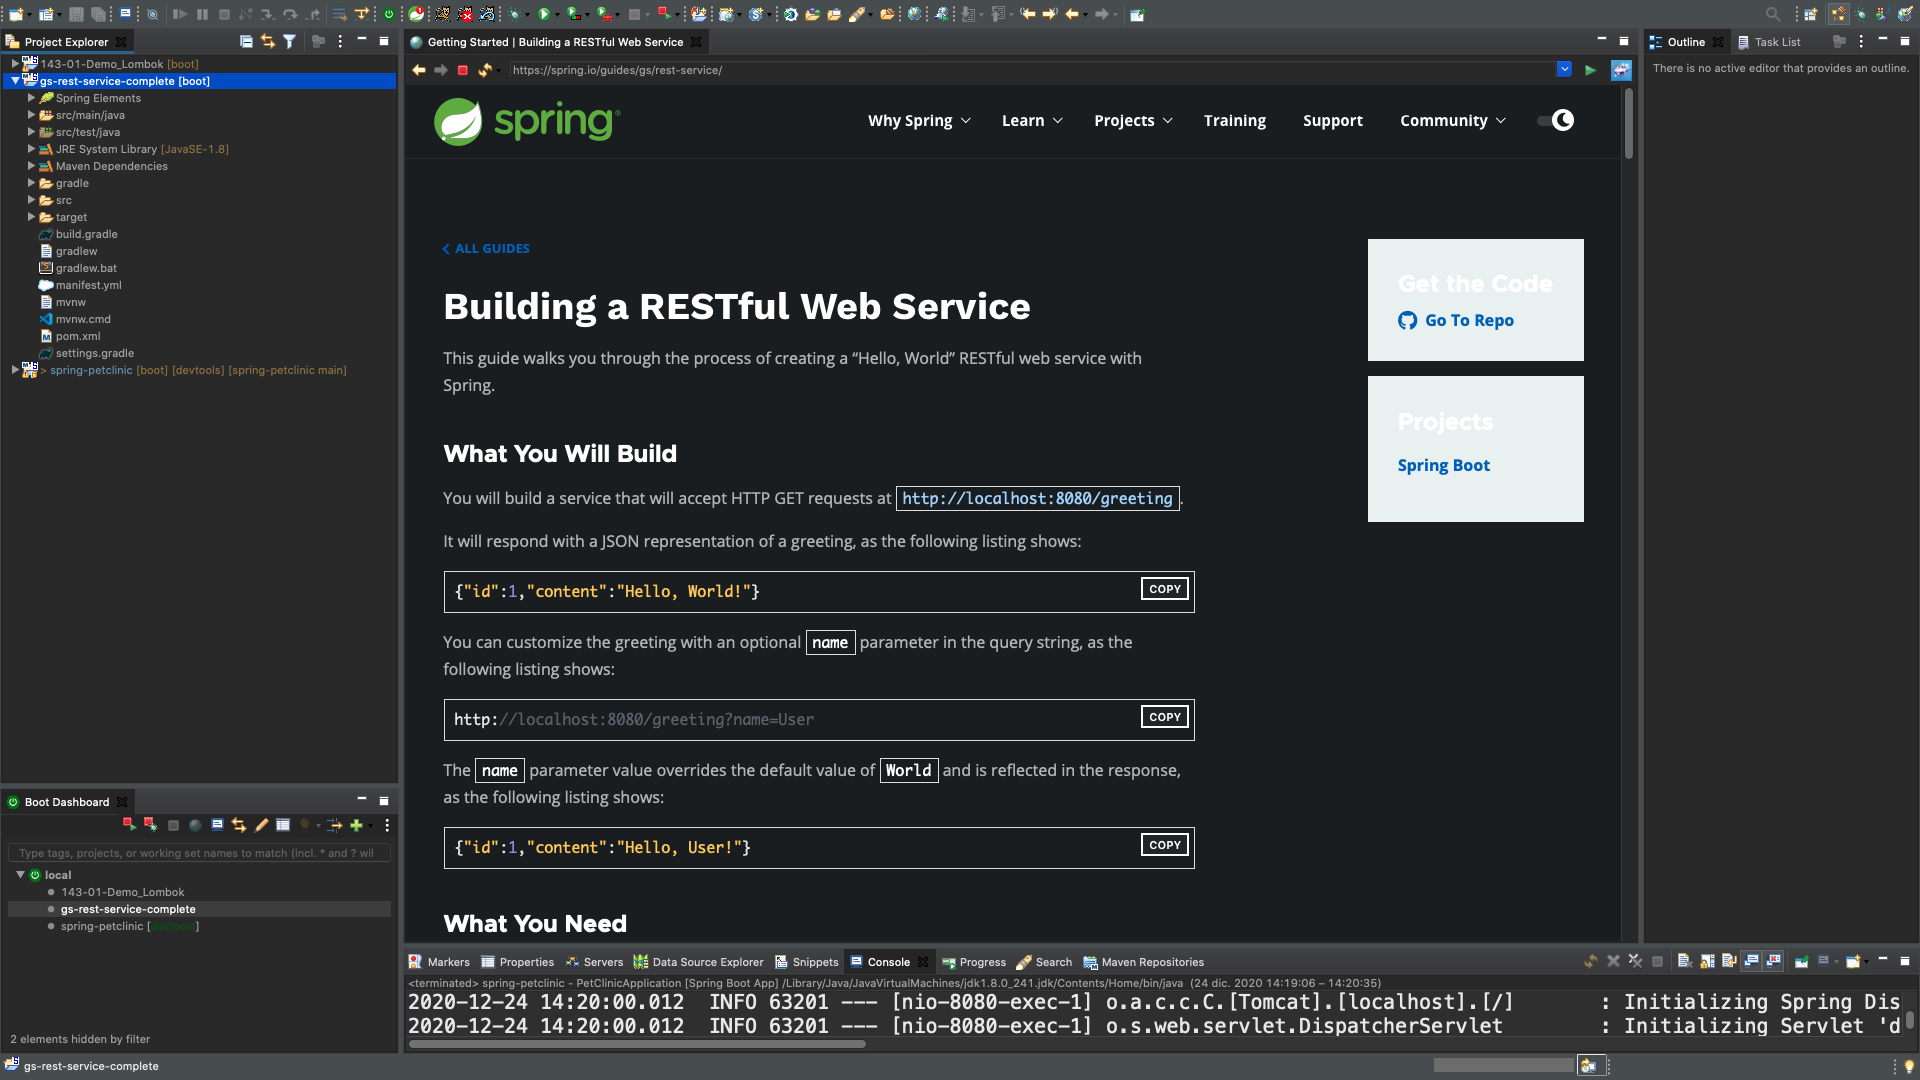 Project Explorer
143-01-Demo_Lombok [boot]
gs-rest-service-complete [boot]
Spring Elements
src/main/java
src/test/java
JRE System Library [JavaSE-1.8]
Maven Dependencies
gradle
src
target
build.gradle
gradlew
gradlew.bat
manifest.yml
mvnw
mvnw.cmd
pom.xml
settings.gradle
> spring-petclinic [boot] [devtools] [spring-petclinic main]
Boot Dashboard
Type tags, projects, or working set names to match (incl. * and ? wil
local
143-01-Demo_Lombok
gs-rest-service-complete
spring-petclinic [devtools]
2 elements hidden by filter
gs-rest-service-complete
Getting Started | Building a RESTful Web Service
https://spring.io/guides/gs/rest-service/
spring
Why Spring
Learn
Projects
Training
Support
Community
ALL GUIDES
Building a RESTful Web Service
This guide walks you through the process of creating a “Hello, World” RESTful web service with
Spring.
What You Will Build
You will build a service that will accept HTTP GET requests at http://localhost:8080/greeting.
It will respond with a JSON representation of a greeting, as the following listing shows:
{"id":1,"content":"Hello, World!"}
COPY
You can customize the greeting with an optional name parameter in the query string, as the
following listing shows:
http://localhost:8080/greeting?name=User
COPY
The name parameter value overrides the default value of World and is reflected in the response,
as the following listing shows:
{"id":1,"content":"Hello, User!"}
COPY
What You Need
Get the Code
Go To Repo
Projects
Spring Boot
Outline
Task List
There is no active editor that provides an outline.
Markers
Properties
Servers
Data Source Explorer
Snippets
Console
Progress
Search
Maven Repositories
<terminated> spring-petclinic - PetClinicApplication [Spring Boot App] /Library/Java/JavaVirtualMachines/jdk1.8.0_241.jdk/Contents/Home/bin/java (24 dic. 2020 14:19:06 – 14:20:35)
2020-12-24 14:20:00.012  INFO 63201 --- [nio-8080-exec-1] o.a.c.c.C.[Tomcat].[localhost].[/]       : Initializing Spring Dis
2020-12-24 14:20:00.012  INFO 63201 --- [nio-8080-exec-1] o.s.web.servlet.DispatcherServlet        : Initializing Servlet 'd